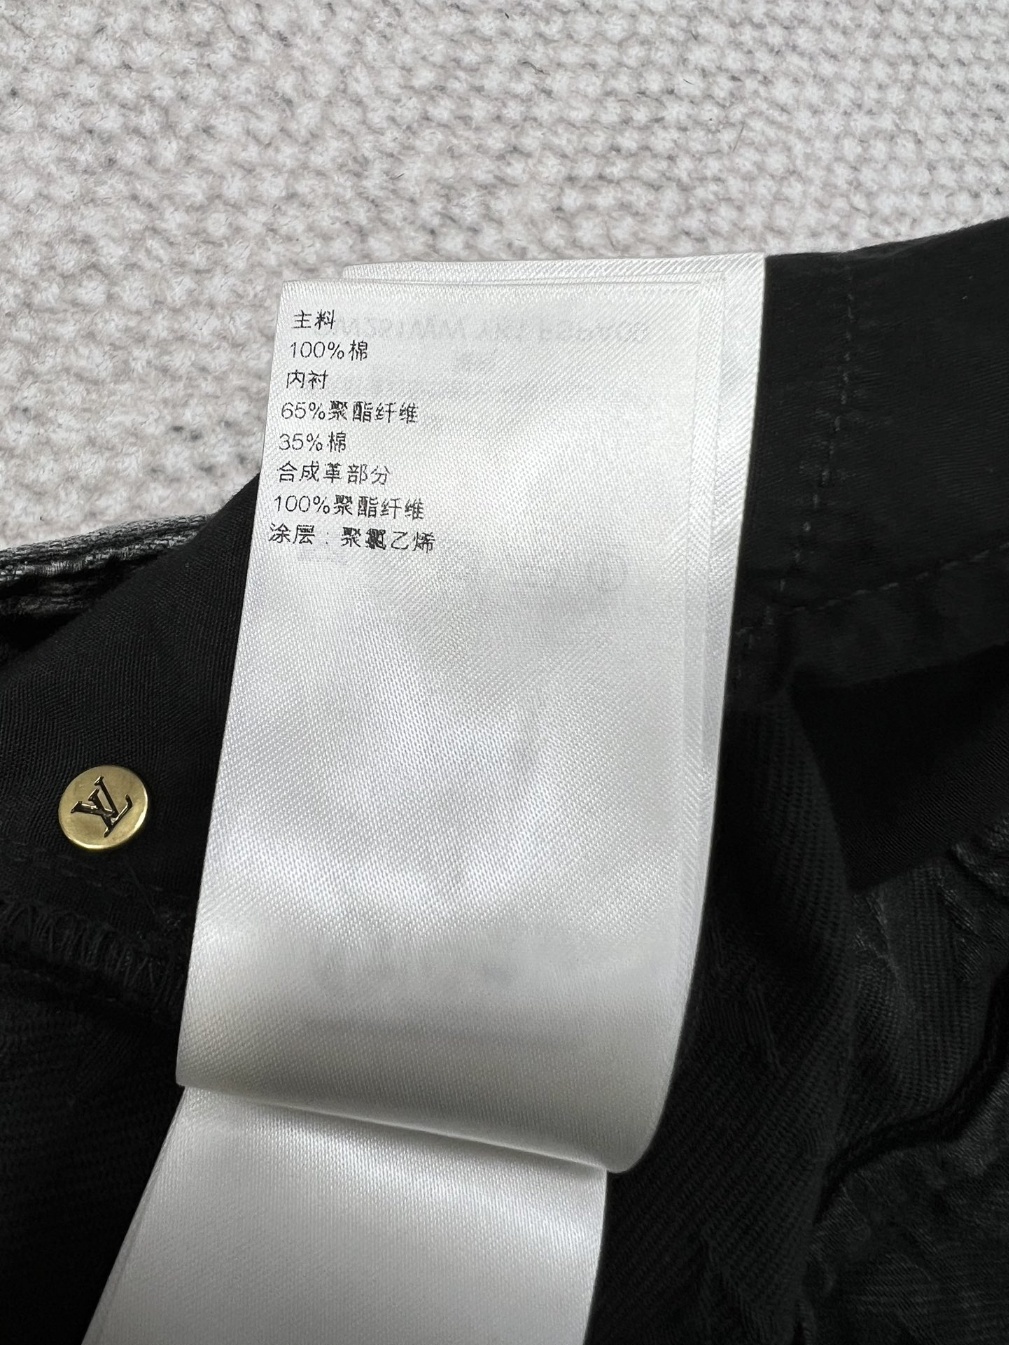 主料
100%棉
内衬
65%聚酯纤维
35%棉
合成革部分
100%聚酯纤维
涂层：聚氯乙烯
LV